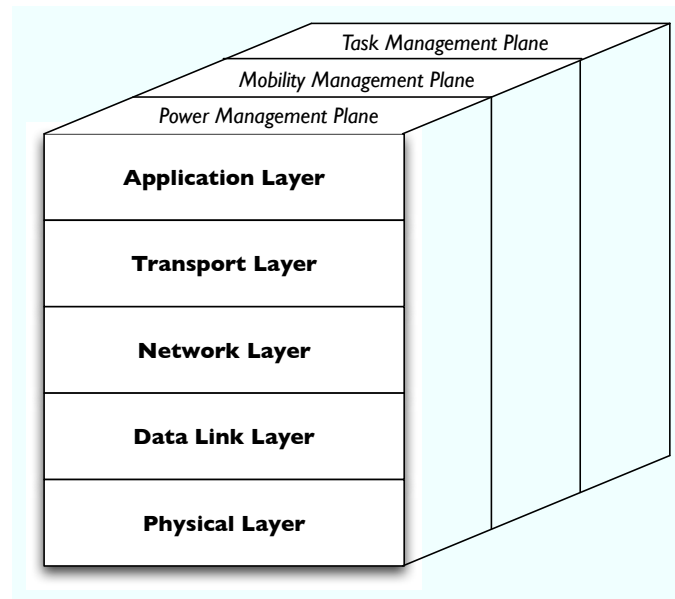 Task Management Plane
Mobility Management Plane
Power Management Plane
Application Layer
Transport Layer
Network Layer
Data Link Layer
Physical Layer